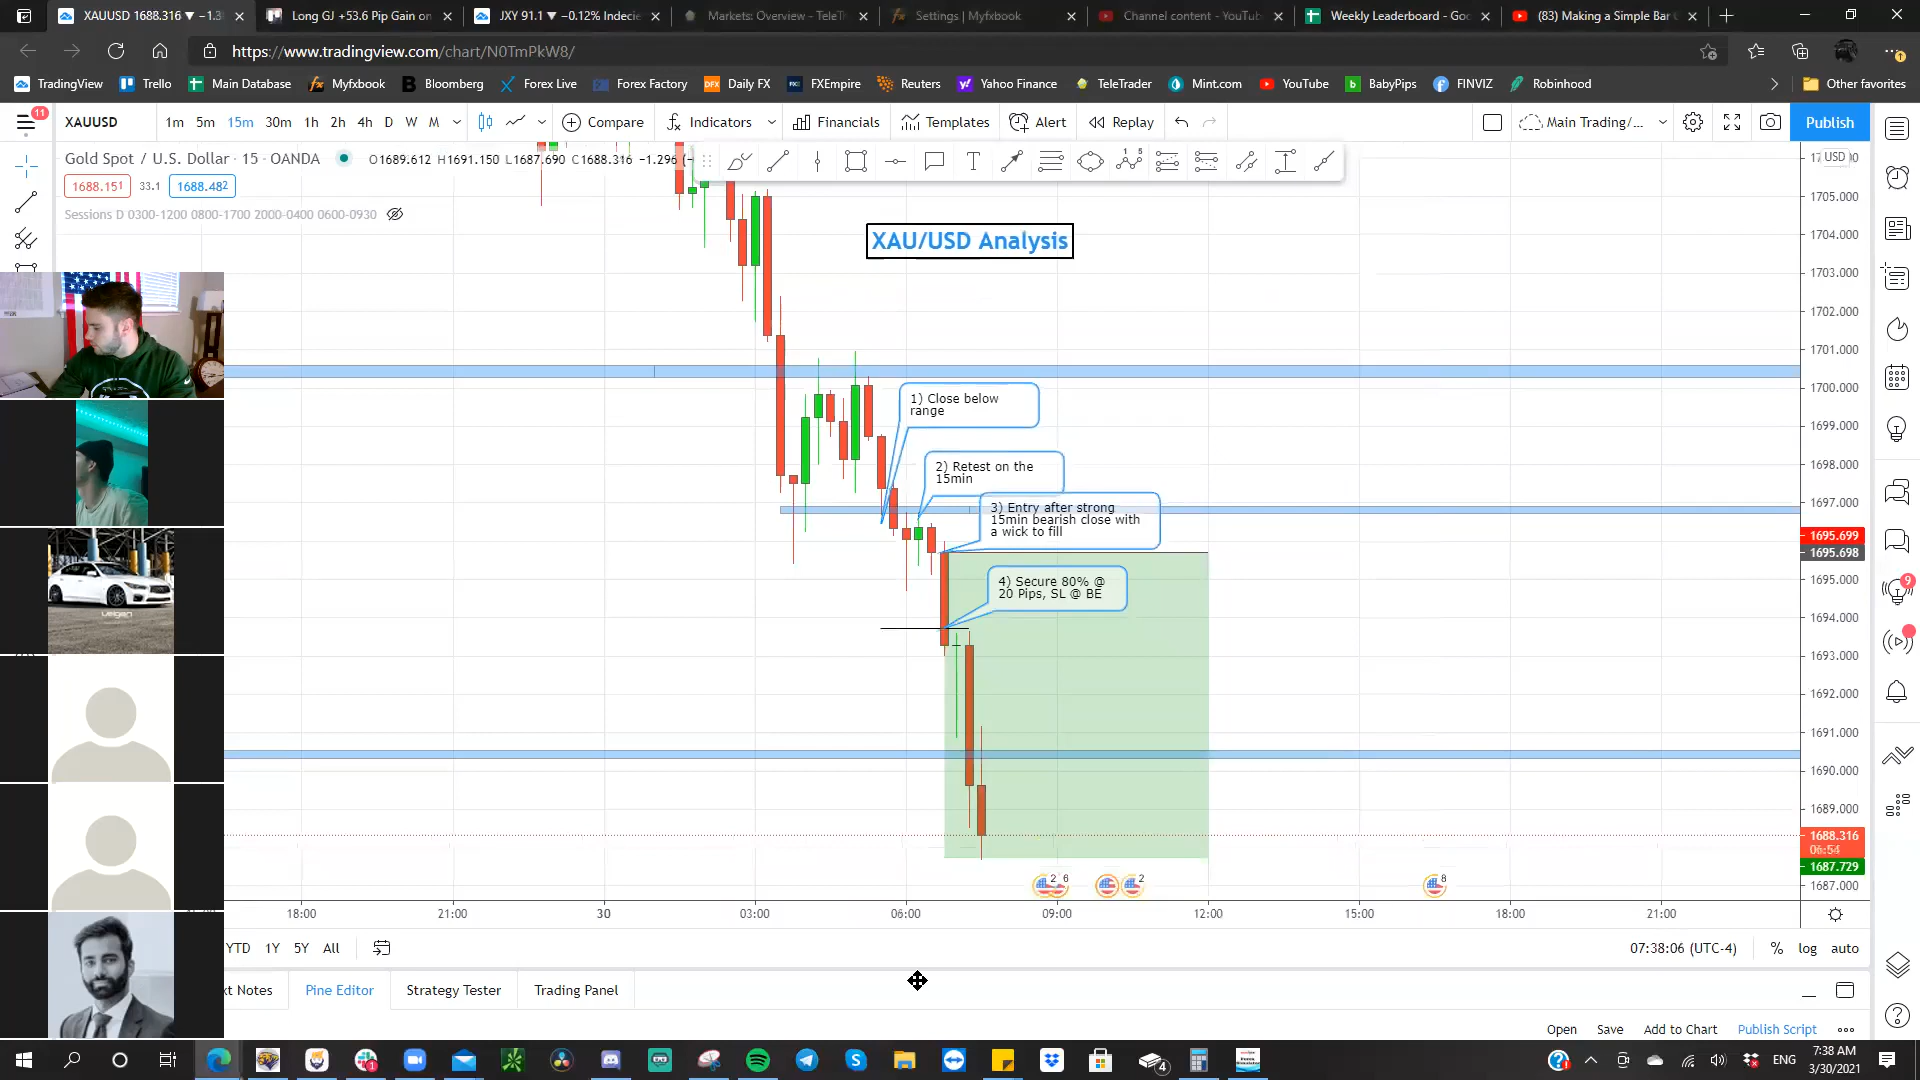 XAUUSD 1688.316 ▼ −1.3
Long GJ +53.6 Pip Gain on
JXY 91.1 ▼ −0.12% Indecie
Markets: Overview - TeleT
Settings | Myfxbook
Channel content - YouTub
Weekly Leaderboard - Goo
(83) Making a Simple Bar
https://www.tradingview.com/chart/N0TmPkW8/
TradingView
Trello
Main Database
Myfxbook
Bloomberg
Forex Live
Forex Factory
Daily FX
FXEmpire
Reuters
Yahoo Finance
TeleTrader
Mint.com
YouTube
BabyPips
FINVIZ
Robinhood
Other favorites
11
XAUUSD
1m 5m 15m 30m 1h 2h 4h D W M
Compare
Indicators
Financials
Templates
Alert
Replay
Main Trading/...
Publish
Gold Spot / U.S. Dollar · 15 · OANDA
O1689.612 H1691.150 L1687.690 C1688.316 −1.296 (−
1688.151
33.1
1688.482
Sessions D 0300-1200 0800-1700 2000-0400 0600-0930
USD
XAU/USD Analysis
1) Close below
range
2) Retest on the
15min
3) Entry after strong
15min bearish close with
a wick to fill
4) Secure 80% @
20 Pips, SL @ BE
1705.000
1704.000
1703.000
1702.000
1701.000
1700.000
1699.000
1698.000
1697.000
1695.699
1695.698
1695.000
1694.000
1693.000
1692.000
1691.000
1690.000
1689.000
1688.316
06:54
1687.729
1687.000
9
2 6 2 8
18:00 21:00 30 03:00 06:00 09:00 12:00 15:00 18:00 21:00
YTD 1Y 5Y All
07:38:06 (UTC-4)
% log auto
xt Notes
Pine Editor
Strategy Tester
Trading Panel
Open Save Add to Chart Publish Script
4
ENG
7:38 AM
3/30/2021